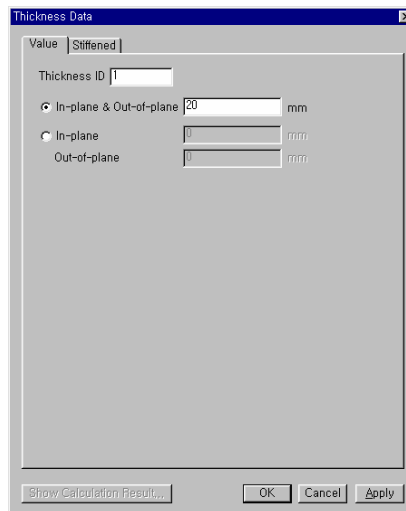 Thickness Data
Value Stiffened
Thickness ID 1
In-plane & Out-of-plane 20 mm
In-plane 0 mm
Out-of-plane 0 mm
Show Calculation Result... OK Cancel Apply